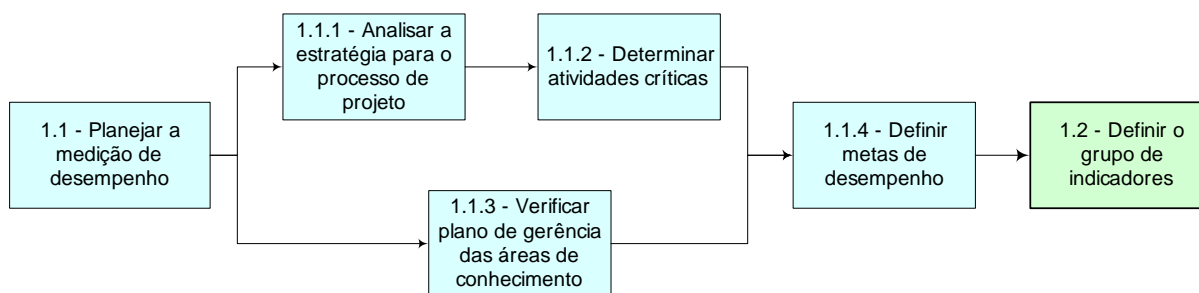 1.1 - Planejar a
medição de
desempenho
1.1.1 - Analisar a
estratégia para o
processo de
projeto
1.1.2 - Determinar
atividades críticas
1.1.3 - Verificar
plano de gerência
das áreas de
conhecimento
1.1.4 - Definir
metas de
desempenho
1.2 - Definir o
grupo de
indicadores